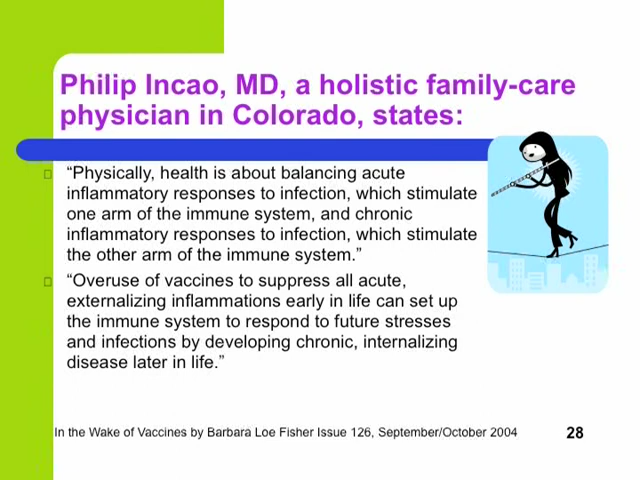 Philip Incao, MD, a holistic family-care
physician in Colorado, states:
“Physically, health is about balancing acute
inflammatory responses to infection, which stimulate
one arm of the immune system, and chronic
inflammatory responses to infection, which stimulate
the other arm of the immune system.”
“Overuse of vaccines to suppress all acute,
externalizing inflammations early in life can set up
the immune system to respond to future stresses
and infections by developing chronic, internalizing
disease later in life.”
In the Wake of Vaccines by Barbara Loe Fisher Issue 126, September/October 2004
28